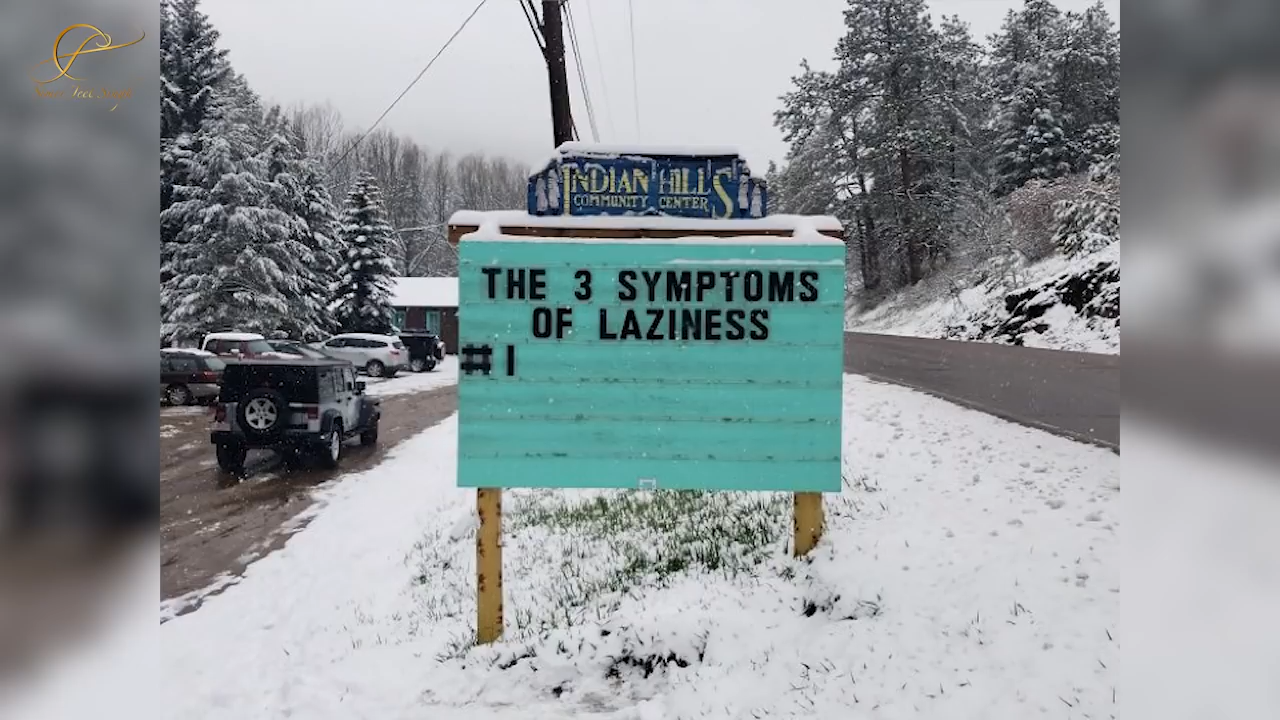 INDIAN HILLS
COMMUNITY CENTER
THE 3 SYMPTOMS
OF LAZINESS
#1